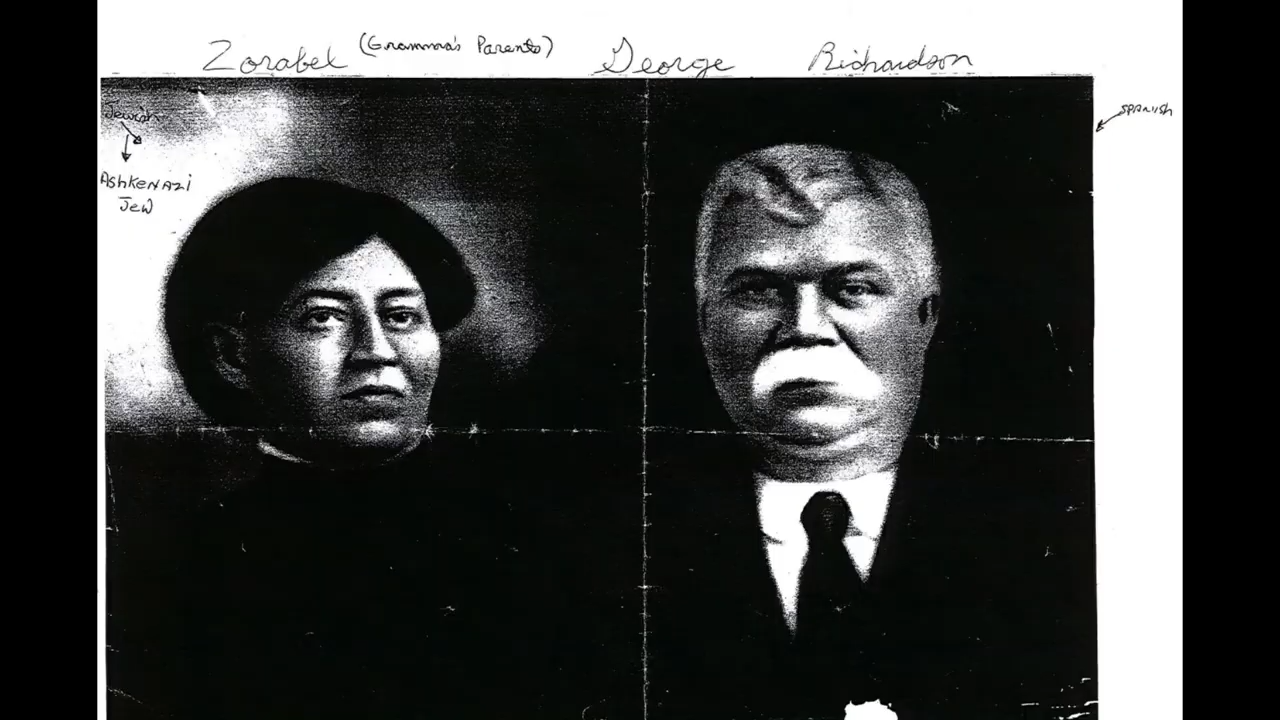 Zorabel (Gramma's Parents) George Richardson
Jewish
Ashkenazi
Jew
Spanish